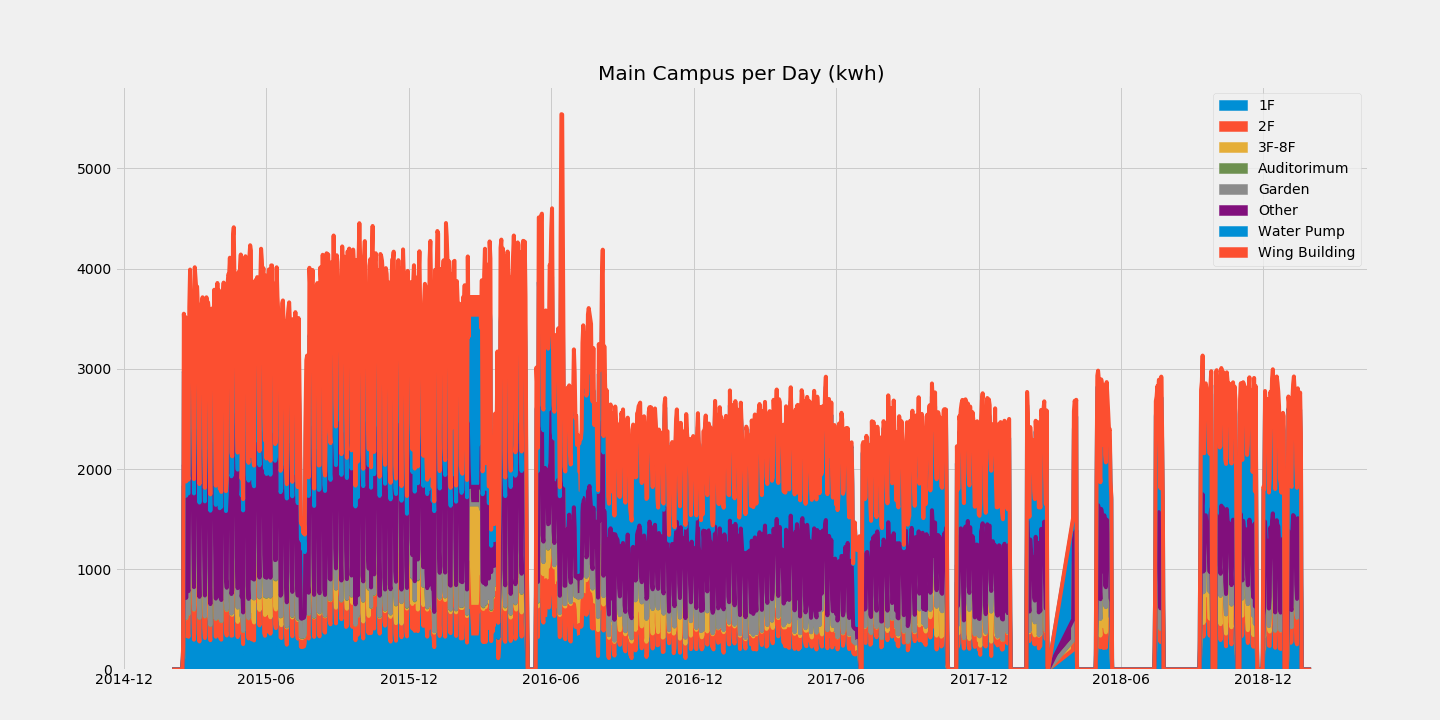 Main Campus per Day (kwh)
1F
2F
3F-8F
Auditorimum
Garden
Other
Water Pump
Wing Building
5000
4000
3000
2000
1000
0
2014-12
2015-06
2015-12
2016-06
2016-12
2017-06
2017-12
2018-06
2018-12